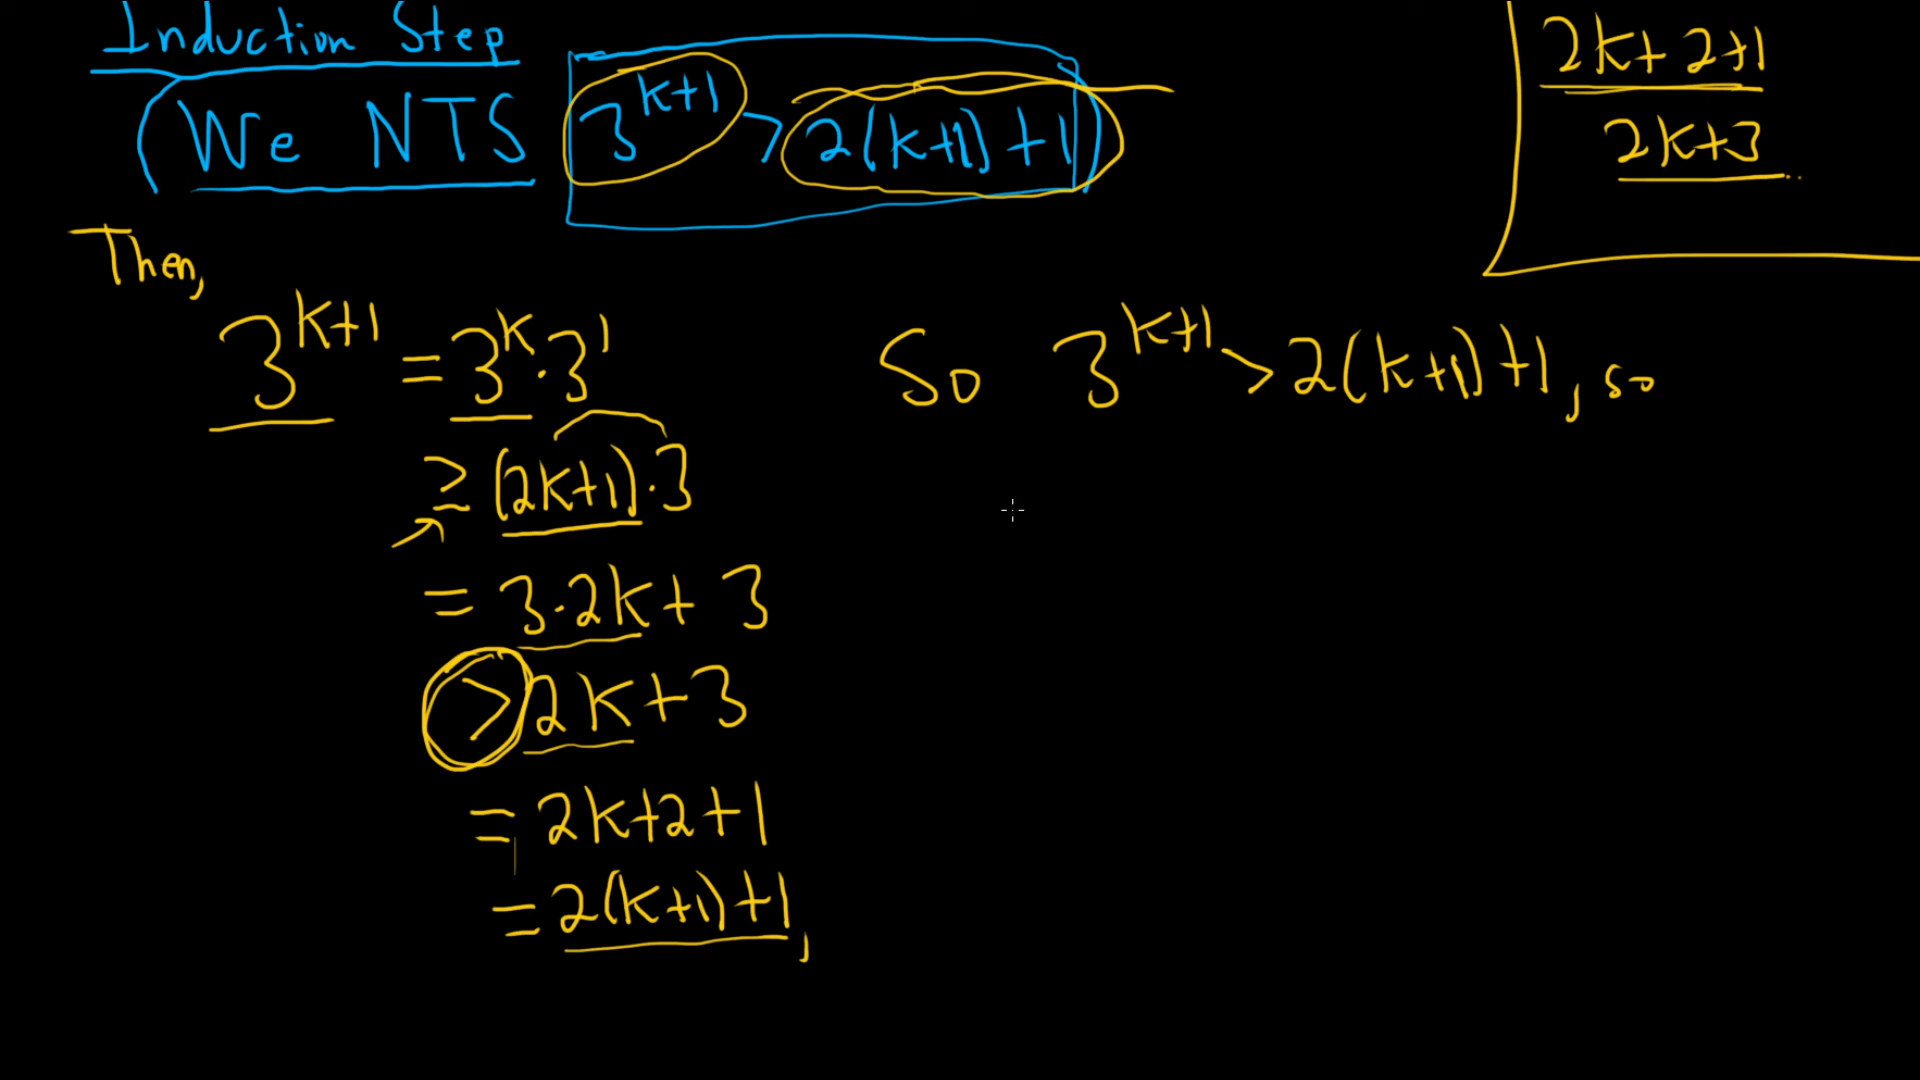 Induction Step
(We NTS 3^{k+1} > 2(k+1)+1)
2k+2+1
2k+3
Then,
3^{k+1} = 3^k · 3^1
≥ (2k+1) · 3
= 3·2k + 3
> 2k + 3
= 2k+2+1
= 2(k+1)+1,
So 3^{k+1} > 2(k+1)+1, so